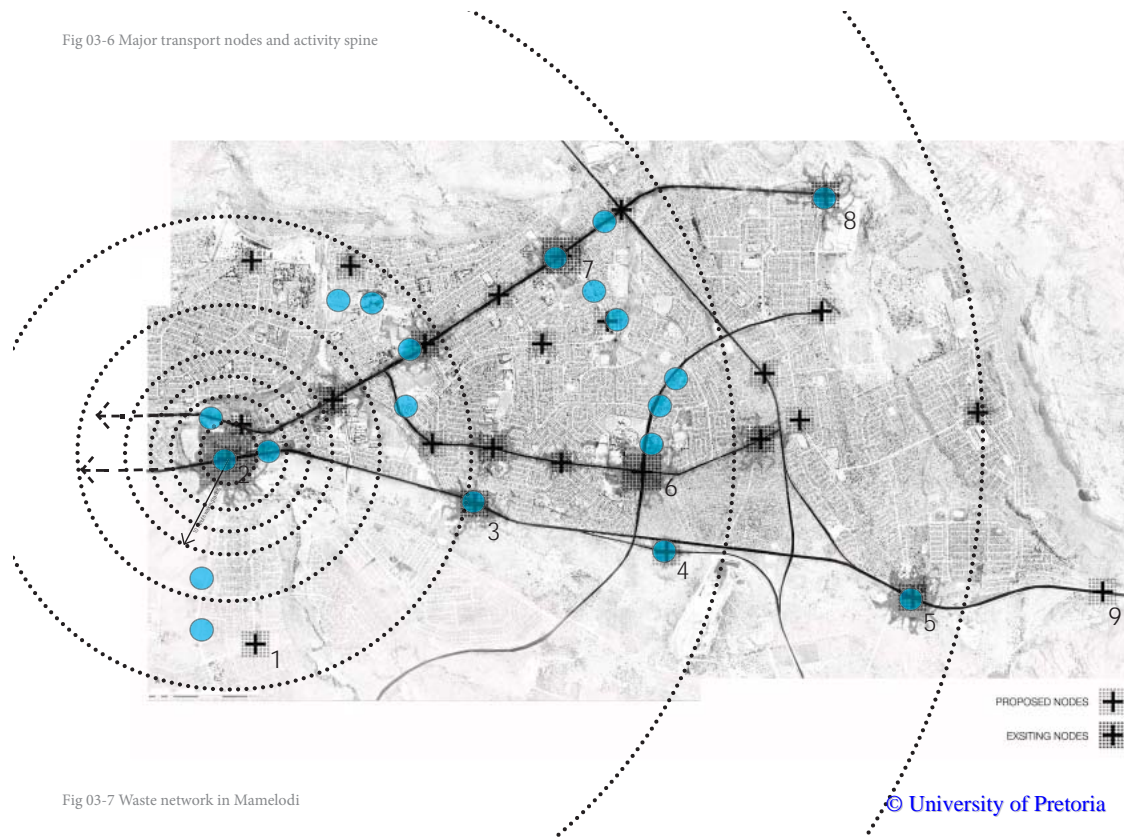 Fig 03-6 Major transport nodes and activity spine
8
7
2
6
3
4
5
9
1
PROPOSED NODES
EXSITING NODES
Fig 03-7 Waste network in Mamelodi
© University of Pretoria